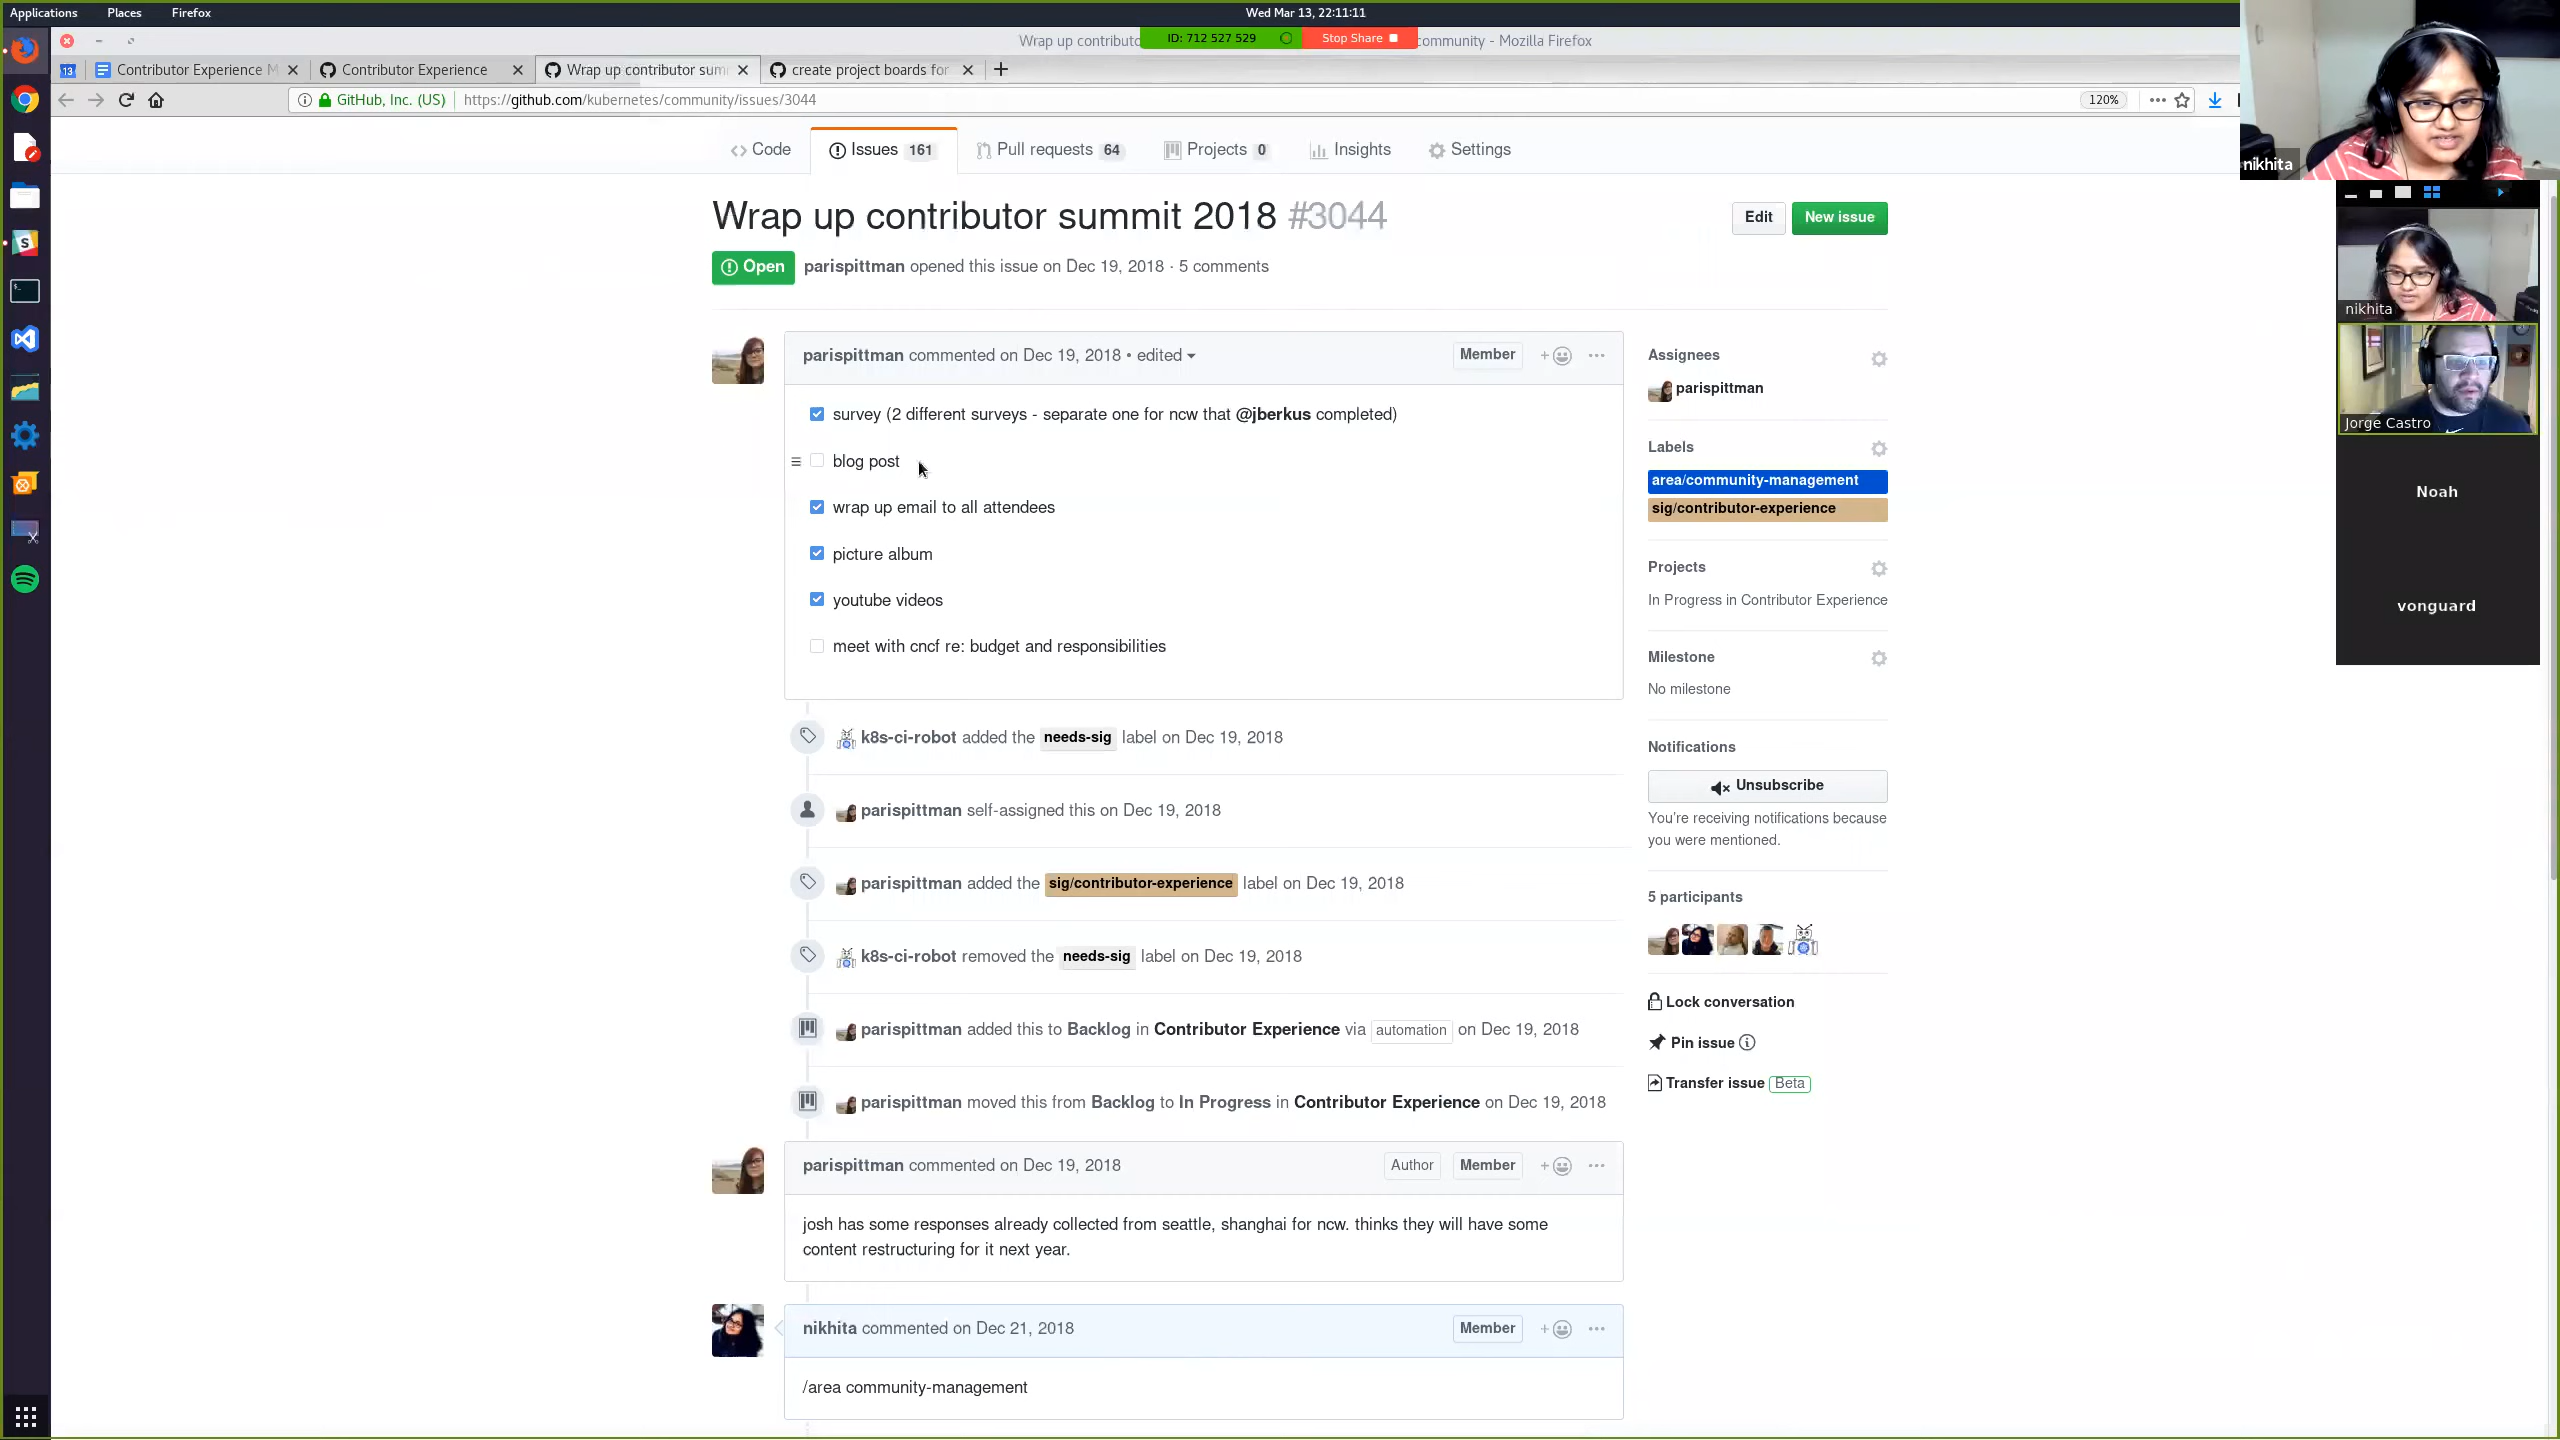 Applications Places Firefox Wed Mar 13, 22:11:11
Wrap up contributo ID: 712 527 529 Stop Share ommunity - Mozilla Firefox
13 Contributor Experience M Contributor Experience Wrap up contributor sum create project boards for
GitHub, Inc. (US) https://github.com/kubernetes/community/issues/3044 120%
Code Issues 161 Pull requests 64 Projects 0 Insights Settings
nikhita
Wrap up contributor summit 2018 #3044
Edit New issue
Open parispittman opened this issue on Dec 19, 2018 · 5 comments
nikhita
Jorge Castro
Noah
vonguard
parispittman commented on Dec 19, 2018 • edited
Member
survey (2 different surveys - separate one for ncw that @jberkus completed)
blog post
wrap up email to all attendees
picture album
youtube videos
meet with cncf re: budget and responsibilities
Assignees
parispittman
Labels
area/community-management
sig/contributor-experience
Projects
In Progress in Contributor Experience
Milestone
No milestone
Notifications
Unsubscribe
You're receiving notifications because
you were mentioned.
5 participants
Lock conversation
Pin issue
Transfer issue Beta
k8s-ci-robot added the needs-sig label on Dec 19, 2018
parispittman self-assigned this on Dec 19, 2018
parispittman added the sig/contributor-experience label on Dec 19, 2018
k8s-ci-robot removed the needs-sig label on Dec 19, 2018
parispittman added this to Backlog in Contributor Experience via automation on Dec 19, 2018
parispittman moved this from Backlog to In Progress in Contributor Experience on Dec 19, 2018
parispittman commented on Dec 19, 2018
Author Member
josh has some responses already collected from seattle, shanghai for ncw. thinks they will have some
content restructuring for it next year.
nikhita commented on Dec 21, 2018
Member
/area community-management